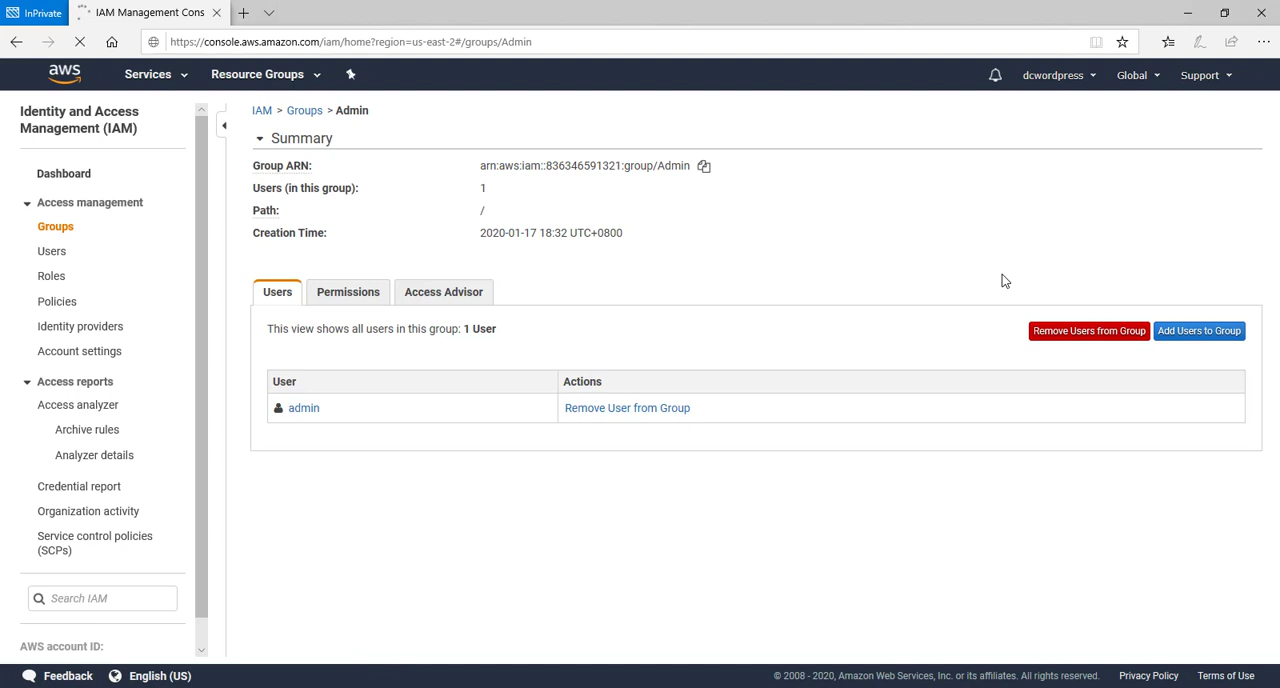 InPrivate
IAM Management Cons
https://console.aws.amazon.com/iam/home?region=us-east-2#/groups/Admin
aws
Services
Resource Groups
dcwordpress
Global
Support
Identity and Access
Management (IAM)
Dashboard
Access management
Groups
Users
Roles
Policies
Identity providers
Account settings
Access reports
Access analyzer
Archive rules
Analyzer details
Credential report
Organization activity
Service control policies
(SCPs)
Search IAM
AWS account ID:
IAM > Groups > Admin
Summary
Group ARN: arn:aws:iam::836346591321:group/Admin
Users (in this group): 1
Path: /
Creation Time: 2020-01-17 18:32 UTC+0800
Users
Permissions
Access Advisor
This view shows all users in this group: 1 User
Remove Users from Group
Add Users to Group
User
Actions
admin
Remove User from Group
Feedback
English (US)
© 2008 - 2020, Amazon Web Services, Inc. or its affiliates. All rights reserved.
Privacy Policy
Terms of Use